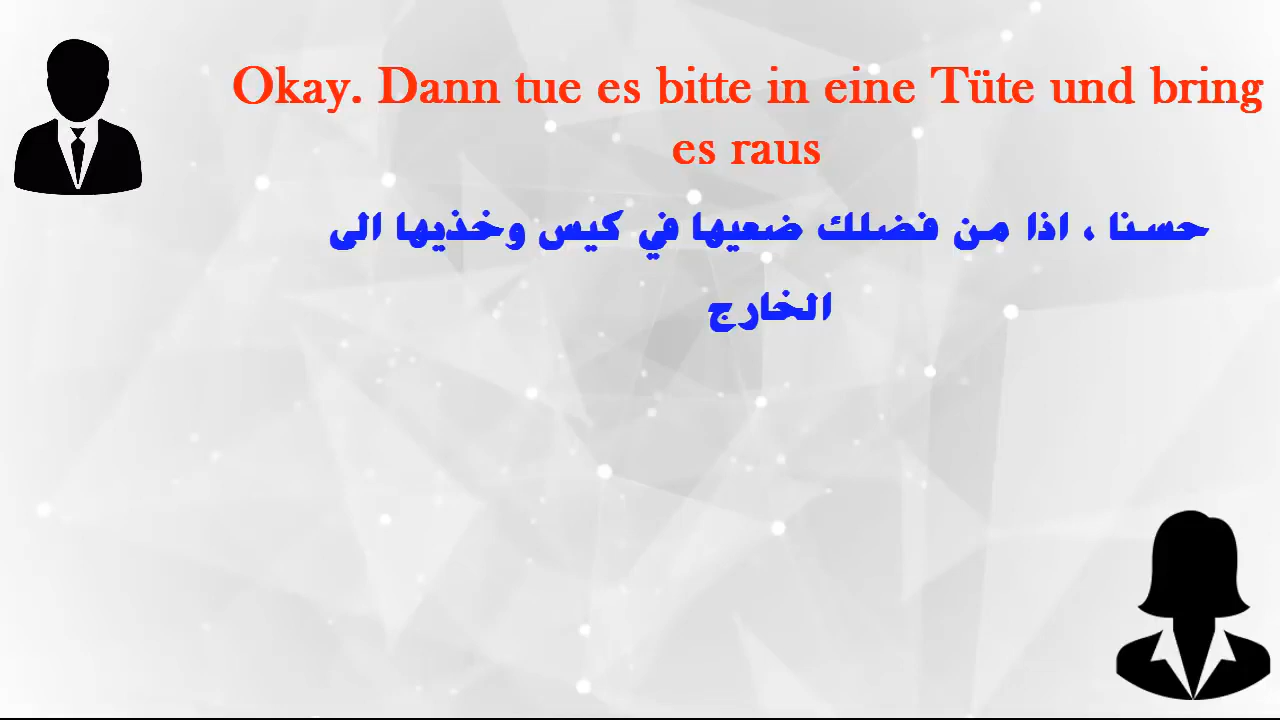 Okay. Dann tue es bitte in eine Tüte und bring
es raus
حسنا ، اذا من فضلك ضعيها في كيس وخذيها الى
الخارج